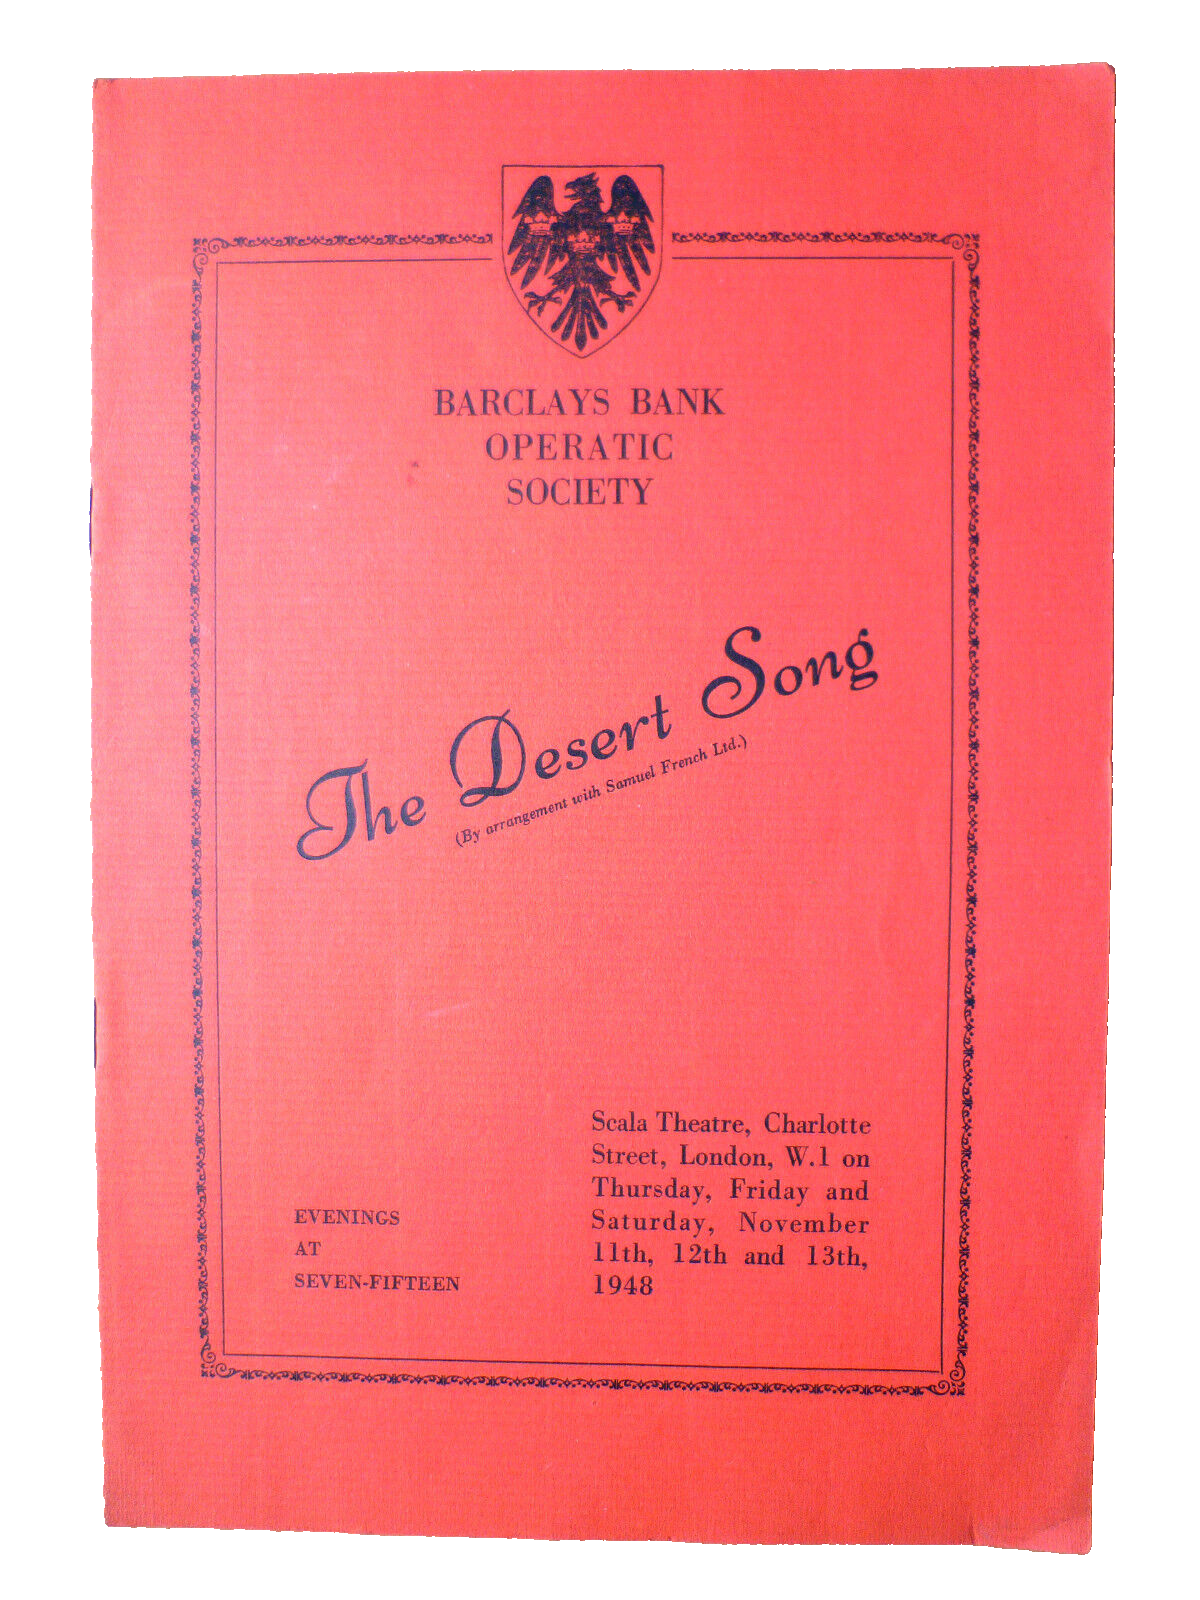 BARCLAYS BANK
OPERATIC
SOCIETY
The Desert Song
(By arrangement with Samuel French Ltd.)
EVENINGS
AT
SEVEN-FIFTEEN
Scala Theatre, Charlotte
Street, London, W.1 on
Thursday, Friday and
Saturday, November
11th, 12th and 13th,
1948